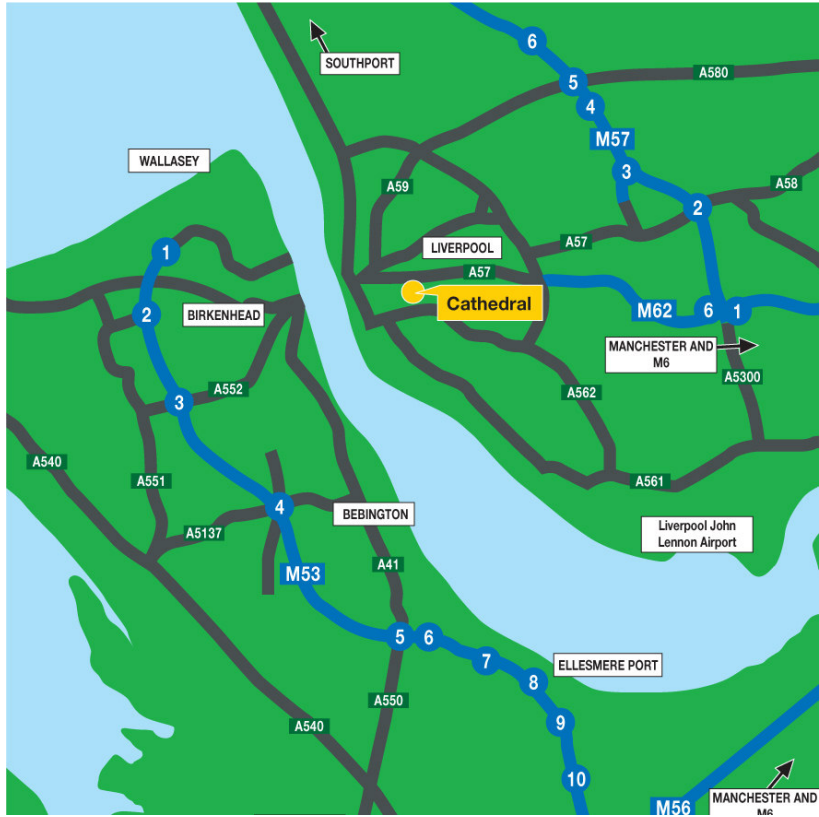 6
SOUTHPORT
5
A580
4
M57
WALLASEY
3
A58
A59
2
LIVERPOOL
A57
1
A57
Cathedral
M62
6
1
2
BIRKENHEAD
MANCHESTER AND
M6
A5300
A552
3
A562
A540
A551
A561
4
BEBINGTON
A5137
Liverpool John
Lennon Airport
A41
M53
5
6
7
ELLESMERE PORT
8
A550
9
A540
10
M56
MANCHESTER AND
M6